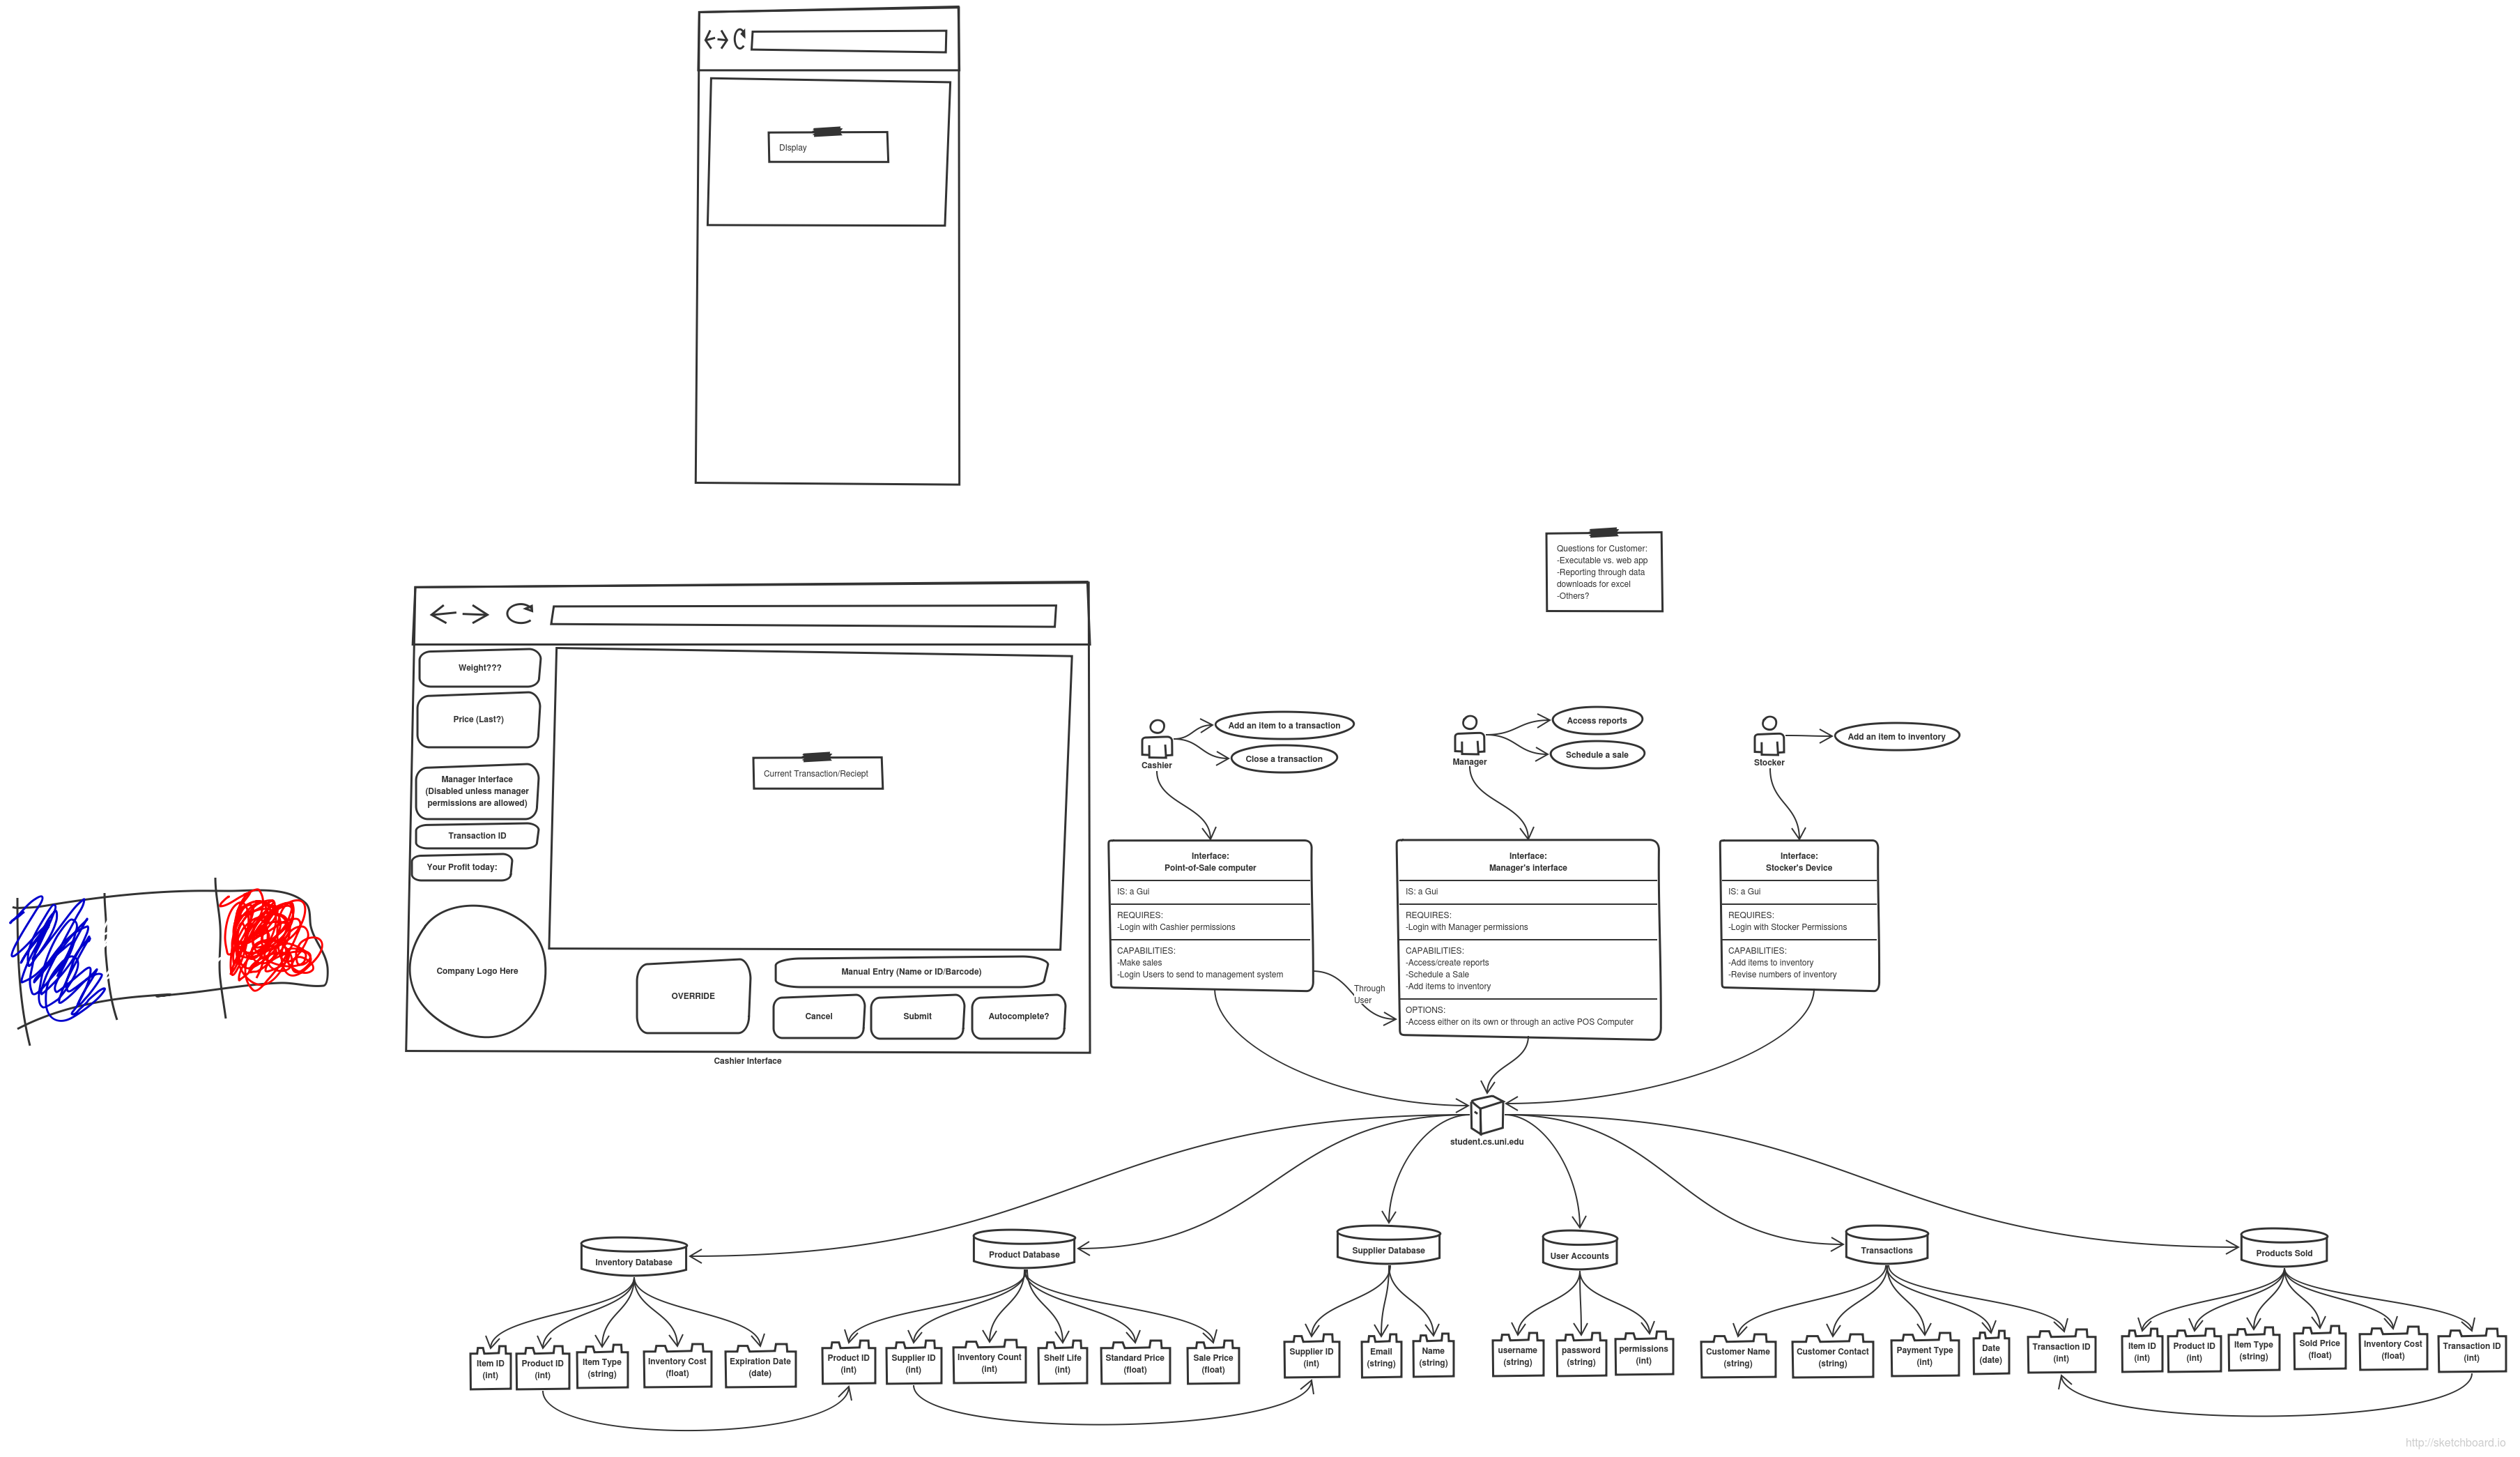 DIsplay
Questions for Customer:
-Executable vs. web app
-Reporting through data
downloads for excel
-Others?
Weight???
Price (Last?)
Manager Interface
(Disabled unless manager
permissions are allowed)
Transaction ID
Your Profit today:
Company Logo Here
Current Transaction/Reciept
OVERRIDE
Manual Entry (Name or ID/Barcode)
Cancel
Submit
Autocomplete?
Cashier Interface
Cashier
Add an item to a transaction
Close a transaction
Manager
Access reports
Schedule a sale
Stocker
Add an item to inventory
Interface:
Point-of-Sale computer
IS: a Gui
REQUIRES:
-Login with Cashier permissions
CAPABILITIES:
-Make sales
-Login Users to send to management system
Through
User
Interface:
Manager's interface
IS: a Gui
REQUIRES:
-Login with Manager permissions
CAPABILITIES:
-Access/create reports
-Schedule a Sale
-Add items to inventory
OPTIONS:
-Access either on its own or through an active POS Computer
Interface:
Stocker's Device
IS: a Gui
REQUIRES:
-Login with Stocker Permissions
CAPABILITIES:
-Add items to inventory
-Revise numbers of inventory
student.cs.uni.edu
Inventory Database
Item ID
(int)
Product ID
(int)
Item Type
(string)
Inventory Cost
(float)
Expiration Date
(date)
Product Database
Product ID
(int)
Supplier ID
(int)
Inventory Count
(int)
Shelf Life
(int)
Standard Price
(float)
Sale Price
(float)
Supplier Database
Supplier ID
(int)
Email
(string)
Name
(string)
User Accounts
username
(string)
password
(string)
permissions
(int)
Transactions
Customer Name
(string)
Customer Contact
(string)
Payment Type
(int)
Date
(date)
Transaction ID
(int)
Products Sold
Item ID
(int)
Product ID
(int)
Item Type
(string)
Sold Price
(float)
Inventory Cost
(float)
Transaction ID
(int)
http://sketchboard.io